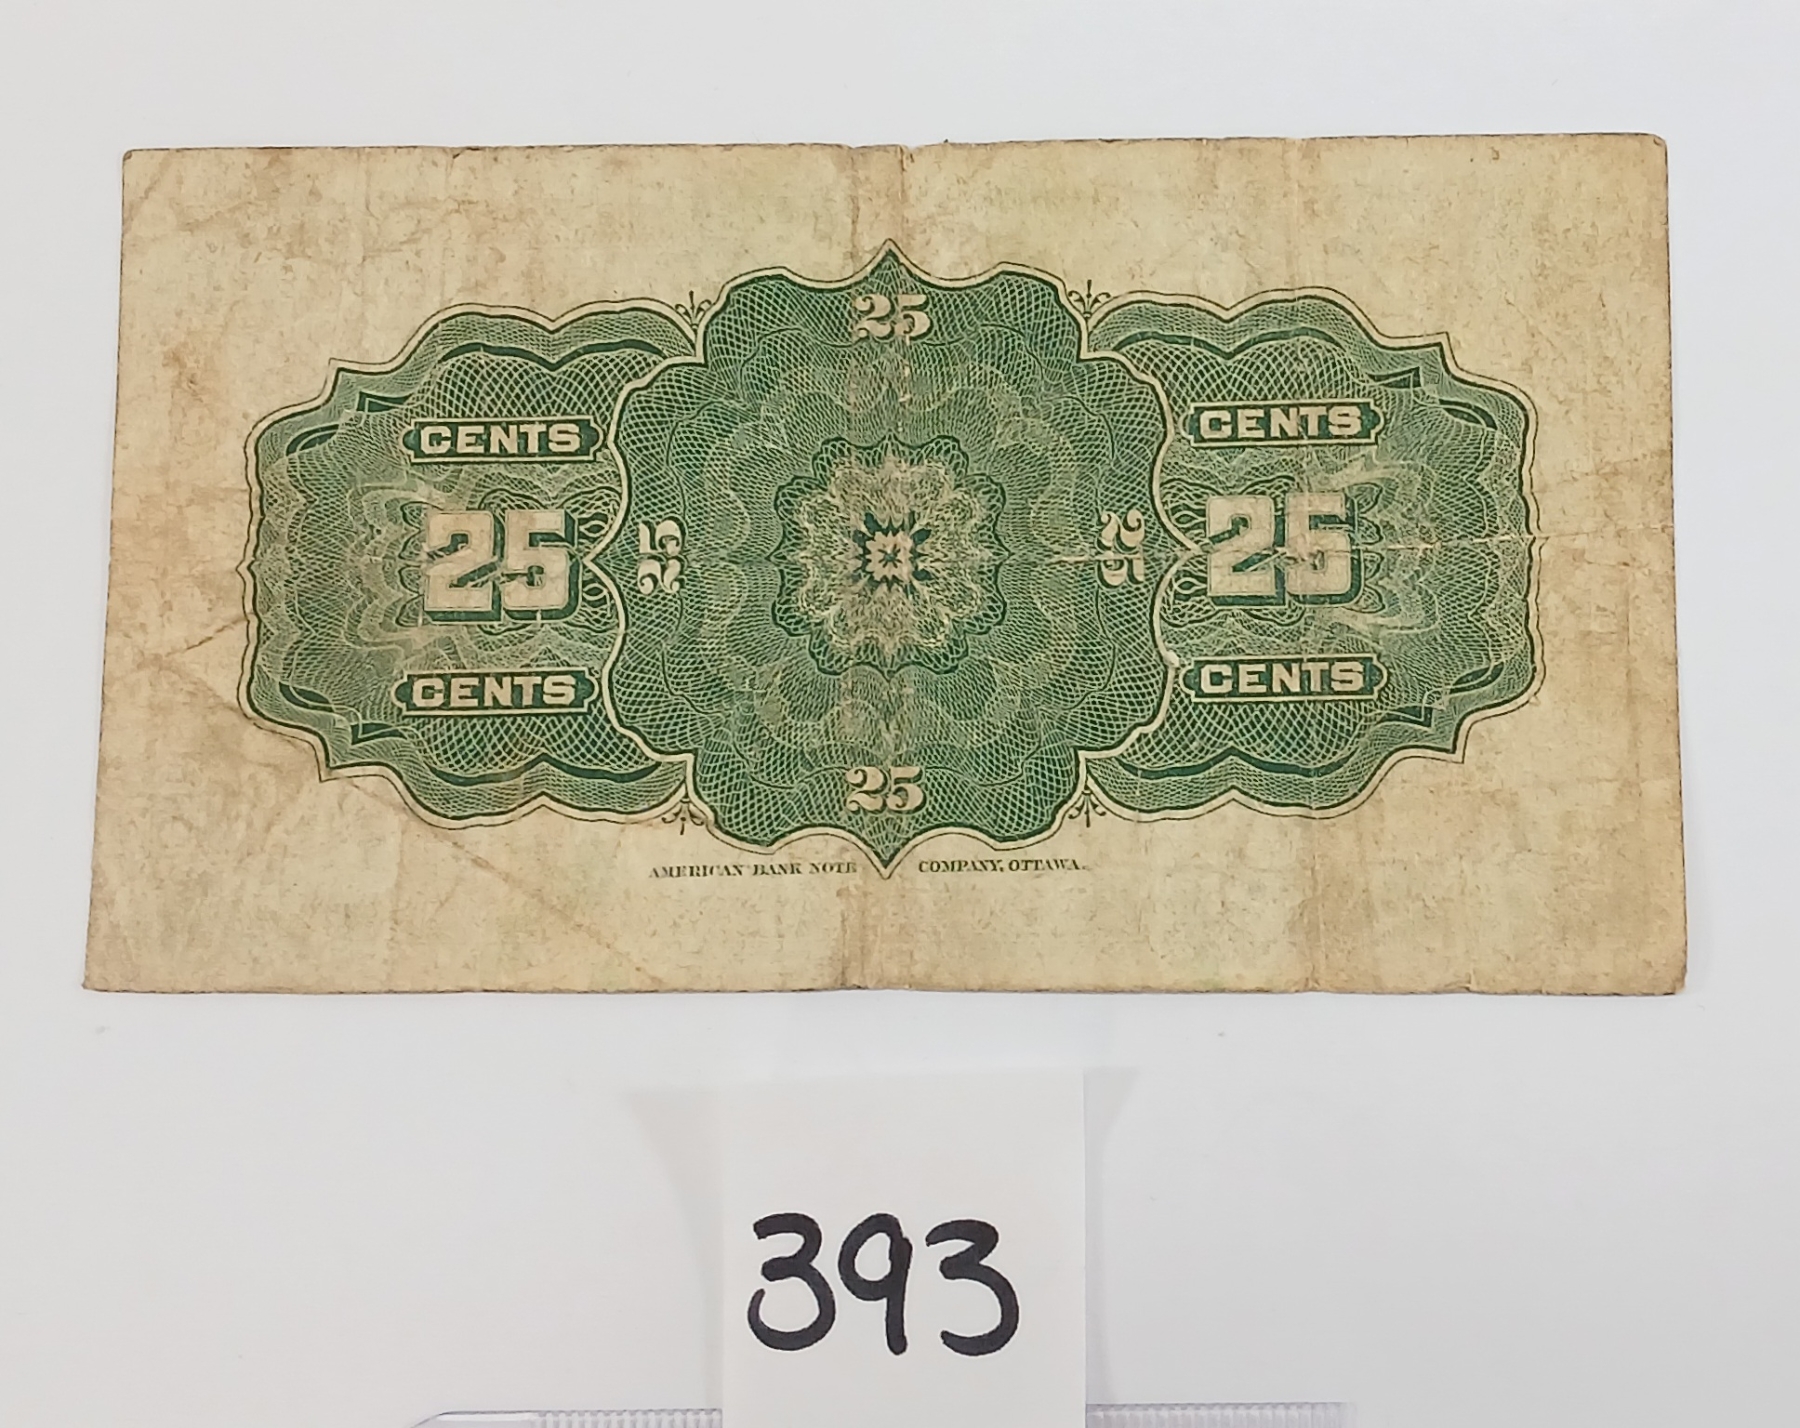 25
CENTS CENTS
25 25 25 25
CENTS CENTS
25
AMERICAN BANK NOTE COMPANY, OTTAWA.
393